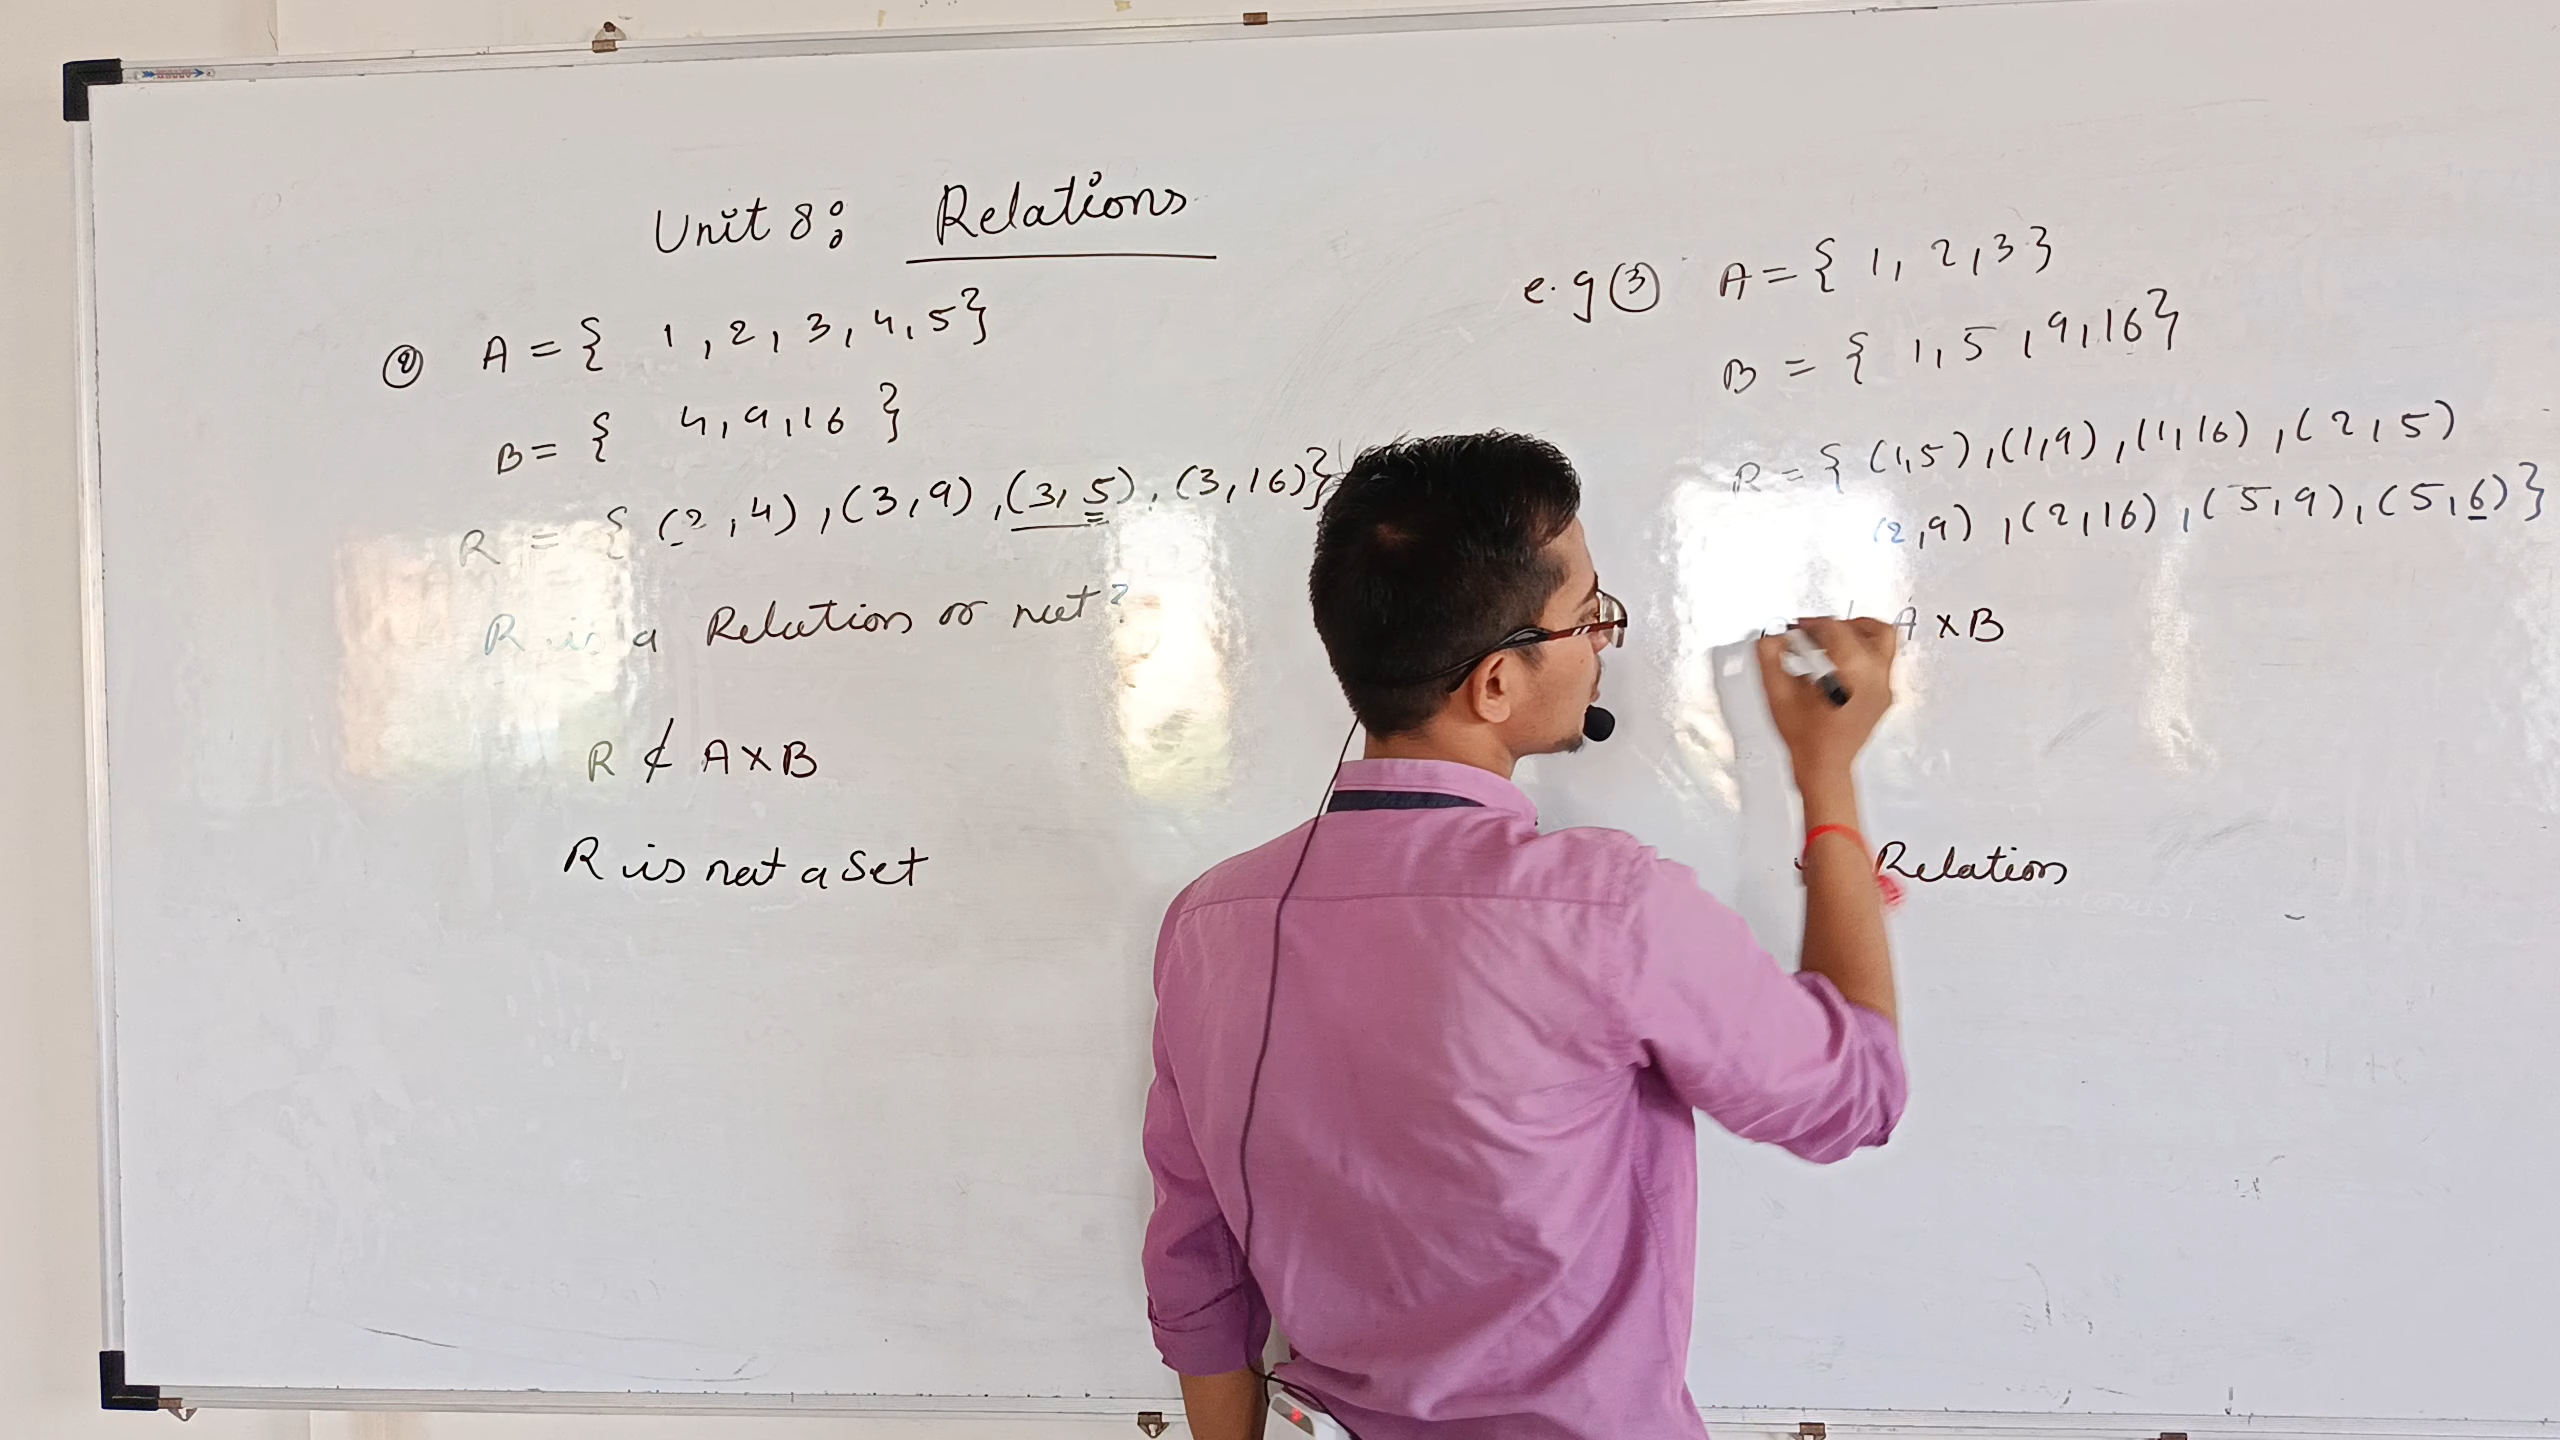 Unit 8: Relations
② A = { 1, 2, 3, 4, 5}
B = { 4, 9, 16 }
R = { (2, 4), (3, 9), (3, 5), (3, 16)}
R is a Relation or not?
R ⊄ A×B
R is not a Set
e.g ③ A = { 1, 2, 3}
B = { 1, 5, 9, 16}
R = { (1,5), (1,9), (1,16), (2,5)
(2,9), (2,16), (5,9), (5,6)}
A × B
Relation